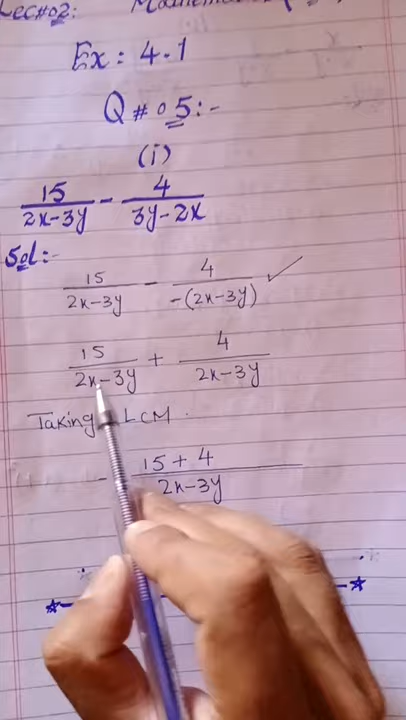 Lec#02:
Ex: 4.1
Q # 05:-
(i)
15/(2x-3y) - 4/(3y-2x)
Sol:-
15/(2x-3y) - 4/(-(2x-3y)) ✓
15/(2x-3y) + 4/(2x-3y)
Taking LCM.
(15+4)/(2x-3y)